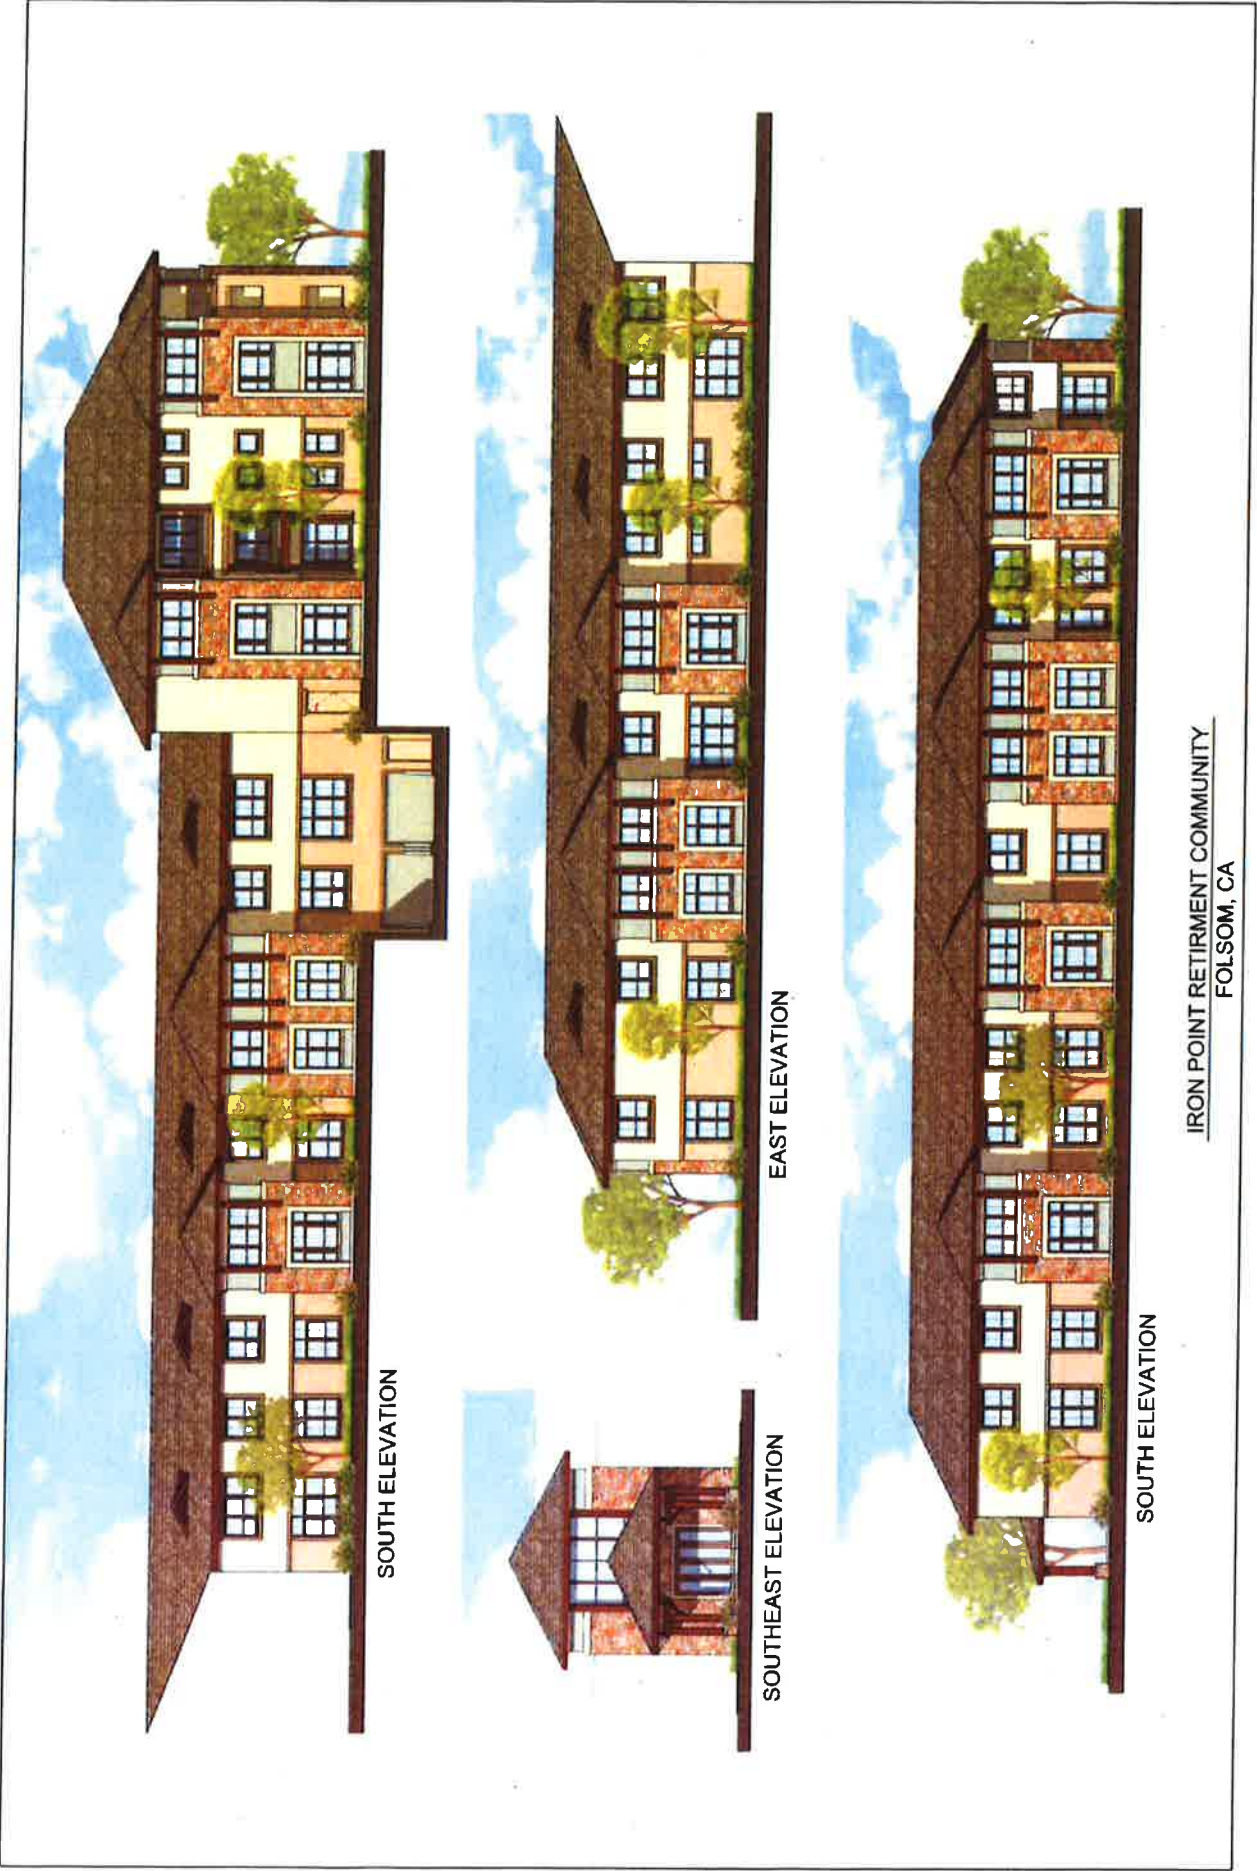 SOUTH ELEVATION
SOUTHEAST ELEVATION
EAST ELEVATION
SOUTH ELEVATION
IRON POINT RETIRMENT COMMUNITY
FOLSOM, CA